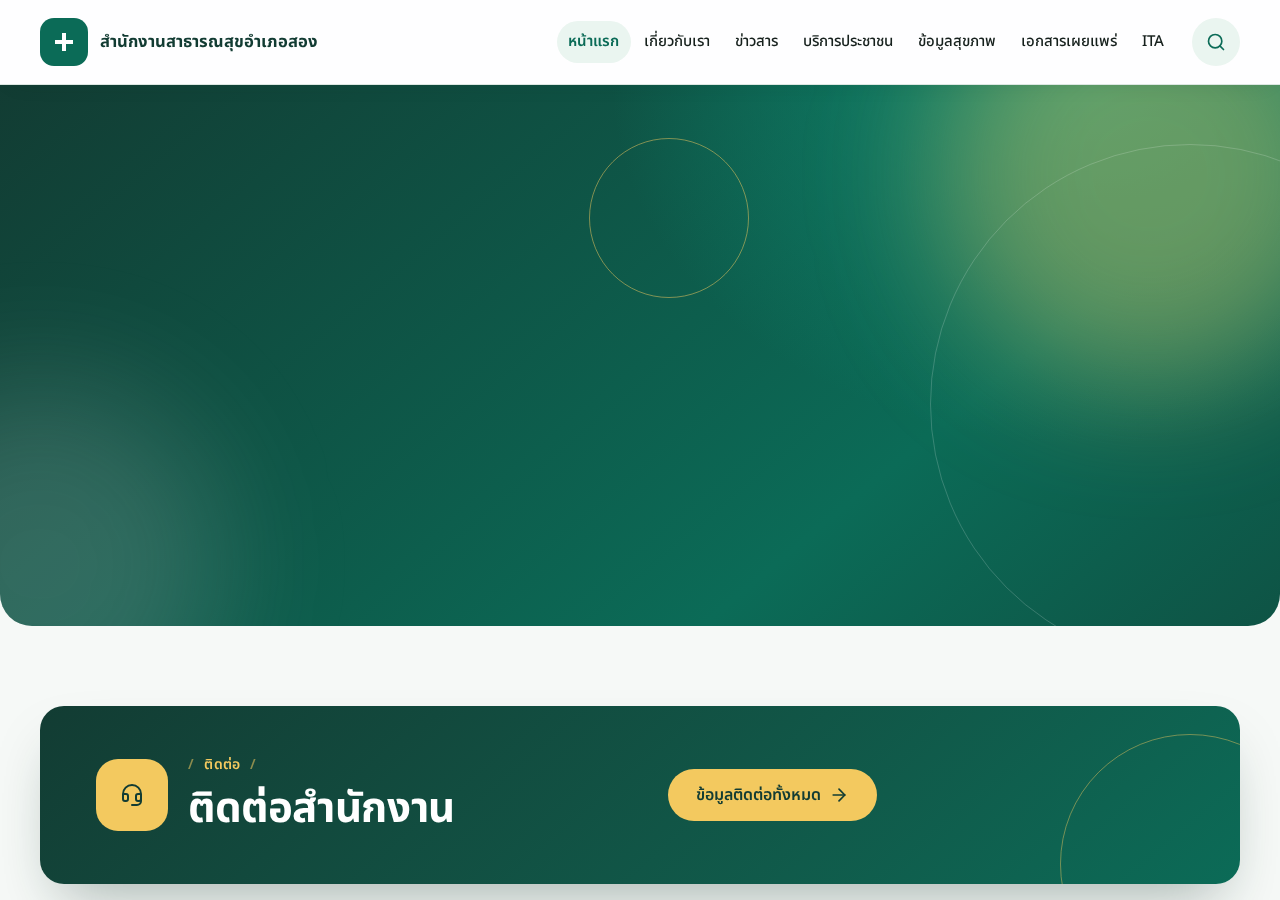 สำนักงานสาธารณสุขอำเภอสอง
หน้าแรก
เกี่ยวกับเรา
ข่าวสาร
บริการประชาชน
ข้อมูลสุขภาพ
เอกสารเผยแพร่
ITA
/ ติดต่อ /
ติดต่อสำนักงาน
ข้อมูลติดต่อทั้งหมด